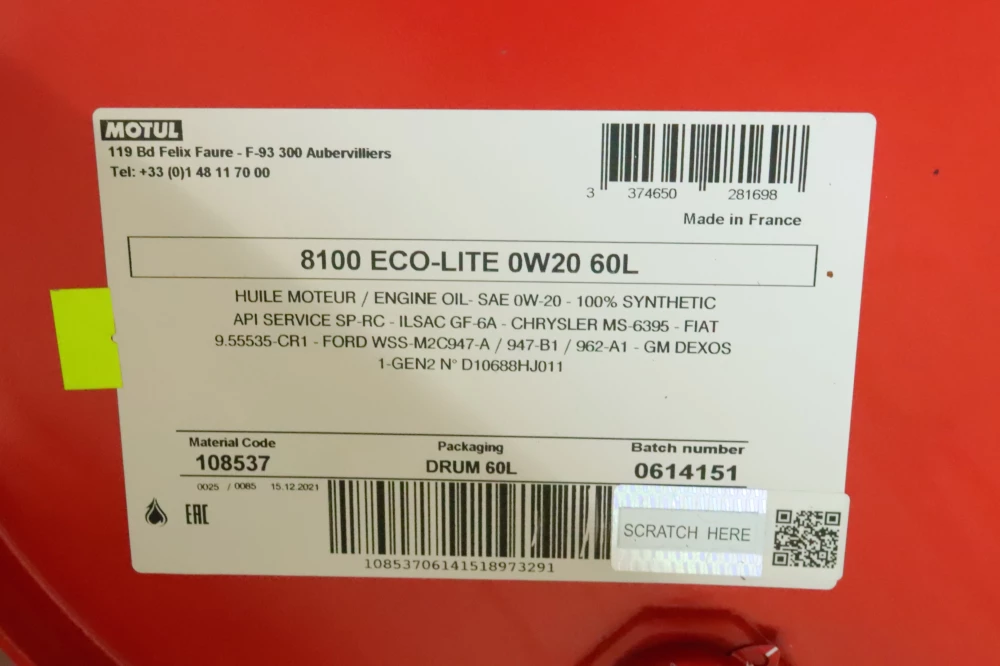 MOTUL
119 Bd Felix Faure - F-93 300 Aubervilliers
Tel: +33 (0)1 48 11 70 00
3 374650 281698
Made in France
8100 ECO-LITE 0W20 60L
HUILE MOTEUR / ENGINE OIL- SAE 0W-20 - 100% SYNTHETIC
API SERVICE SP-RC - ILSAC GF-6A - CHRYSLER MS-6395 - FIAT
9.55535-CR1 - FORD WSS-M2C947-A / 947-B1 / 962-A1 - GM DEXOS
1-GEN2 N° D10688HJ011
Material Code
108537
Packaging
DRUM 60L
Batch number
0614151
0025 / 0085 15.12.2021
EAC
SCRATCH HERE
10853706141518973291